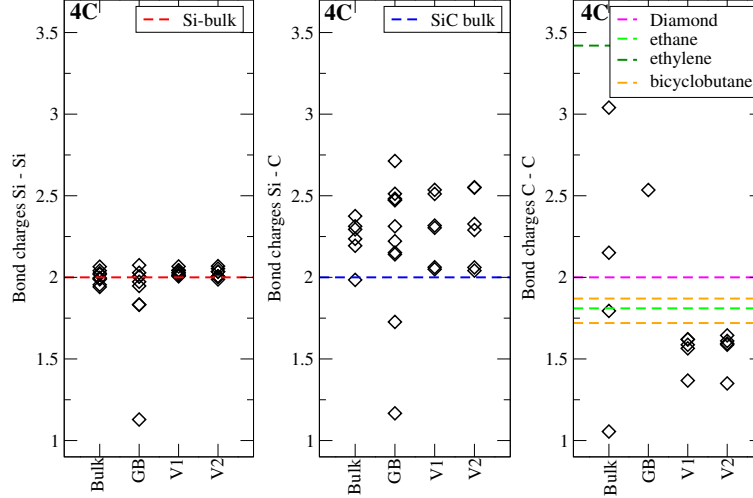 4C
Si-bulk
Bond charges Si - Si
3.5
3
2.5
2
1.5
1
Bulk
GB
V1
V2
4C
SiC bulk
Bond charges Si - C
3.5
3
2.5
2
1.5
1
Bulk
GB
V1
V2
4C
Diamond
ethane
ethylene
bicyclobutane
Bond charges C - C
3.5
3
2.5
2
1.5
1
Bulk
GB
V1
V2